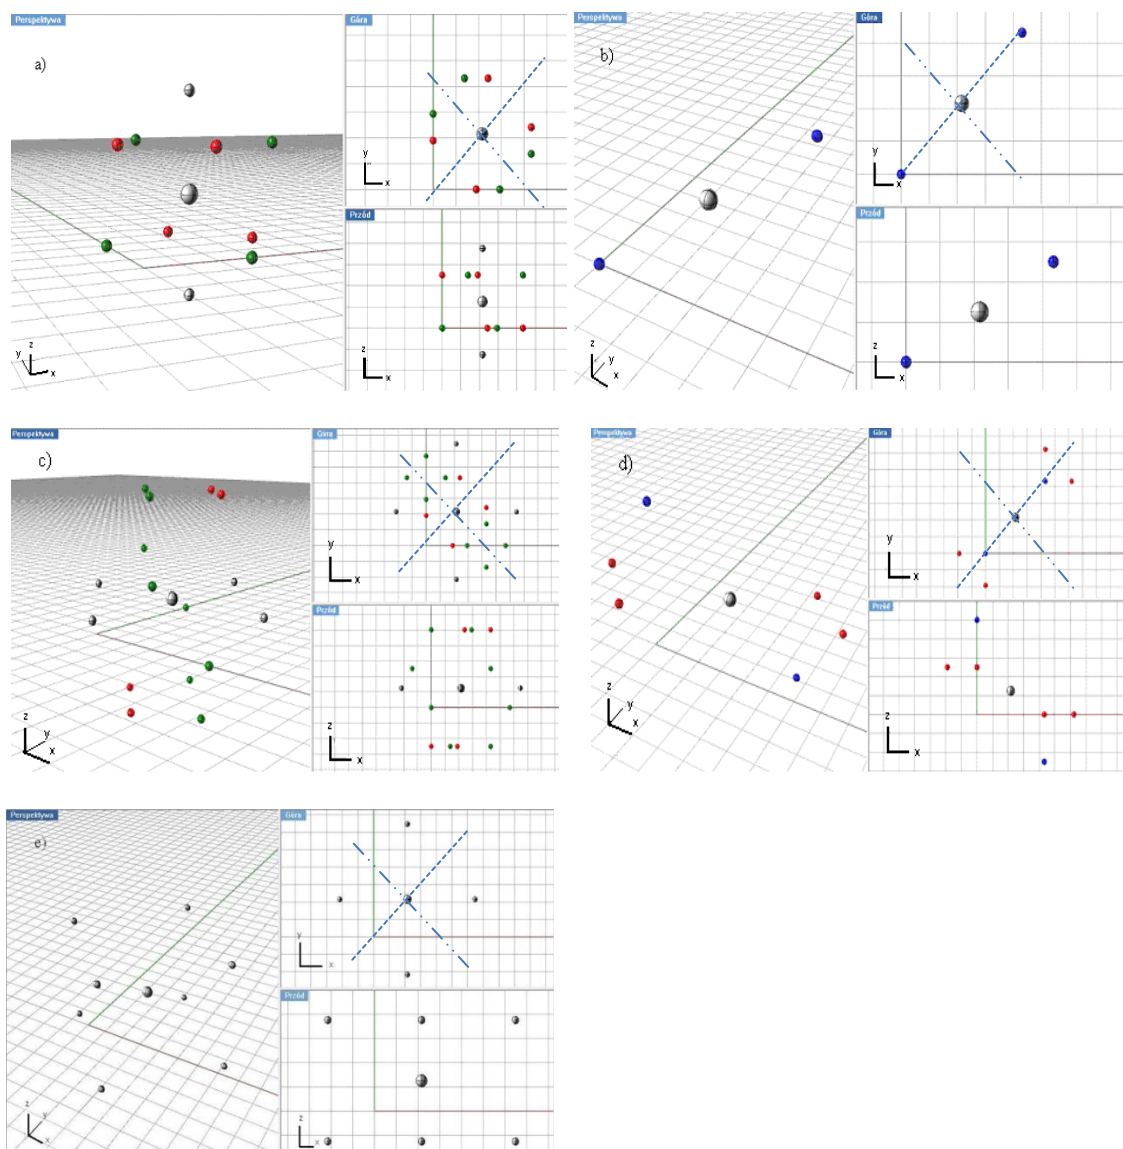 Perspektywa
a)
z
y
x
Góra
y
x
Przód
z
x
Perspektywa
b)
z
y
x
Góra
y
x
Przód
z
x
Perspektywa
c)
z
y
x
Góra
y
x
Przód
z
x
Perspektywa
d)
z
y
x
Góra
y
x
Przód
z
x
Perspektywa
e)
z
y
x
Góra
y
x
Przód
z
x